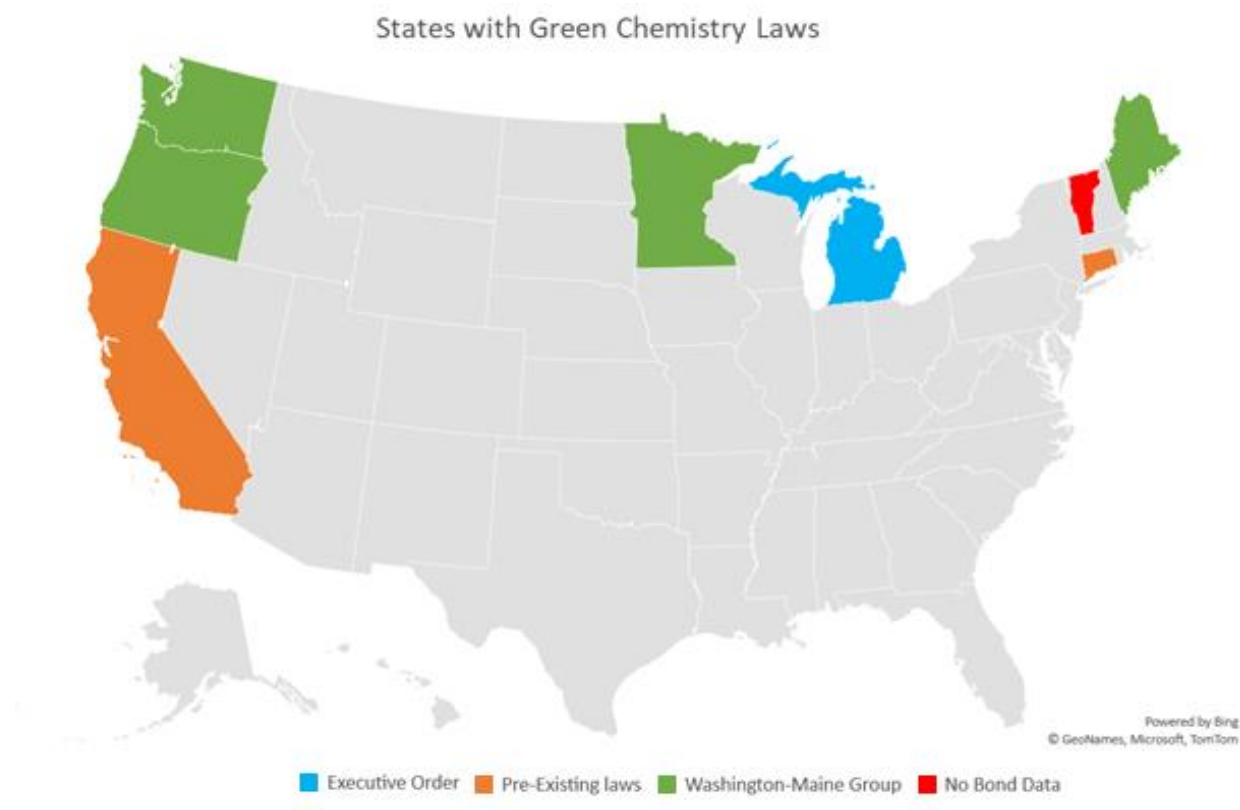 States with Green Chemistry Laws
Powered by Bing
© GeoNames, Microsoft, TomTom
Executive Order Pre-Existing laws Washington-Maine Group No Bond Data